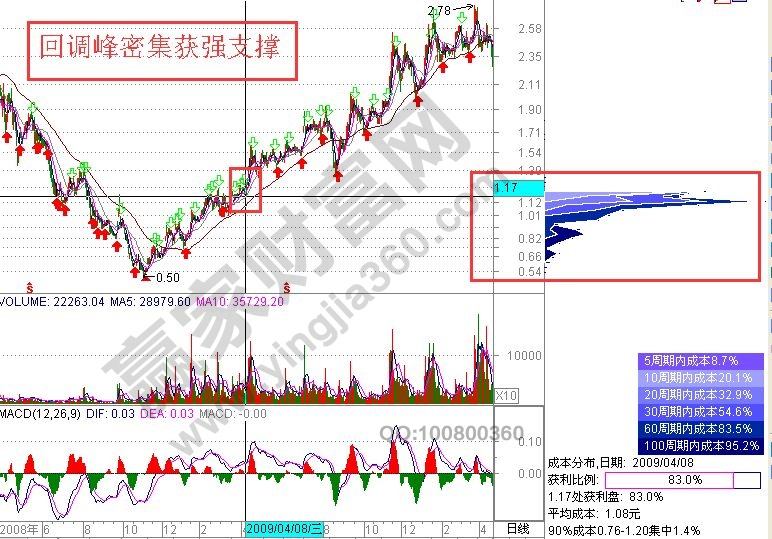 回调峰密集获强支撑
2.78
2.58
2.35
2.11
1.90
1.71
1.54
1.39
1.17
1.12
1.01
0.82
0.66
0.54
0.50
VOLUME: 22263.04 MA5: 28979.60 MA10: 35729.20
10000
X10
MACD(12,26,9) DIF: 0.03 DEA: 0.03 MACD: -0.00
QQ:100800360
0.10
0.00
2008年 6 8 10 12 2 2009/04/08/三 8 10 12 2 4 日线
赢家财富网
www.yingjia360.com
5周期内成本8.7%
10周期内成本20.1%
20周期内成本32.9%
30周期内成本54.6%
60周期内成本83.5%
100周期内成本95.2%
成本分布,日期: 2009/04/08
获利比例: 83.0%
1.17处获利盘: 83.0%
平均成本: 1.08元
90%成本0.76-1.20集中1.4%